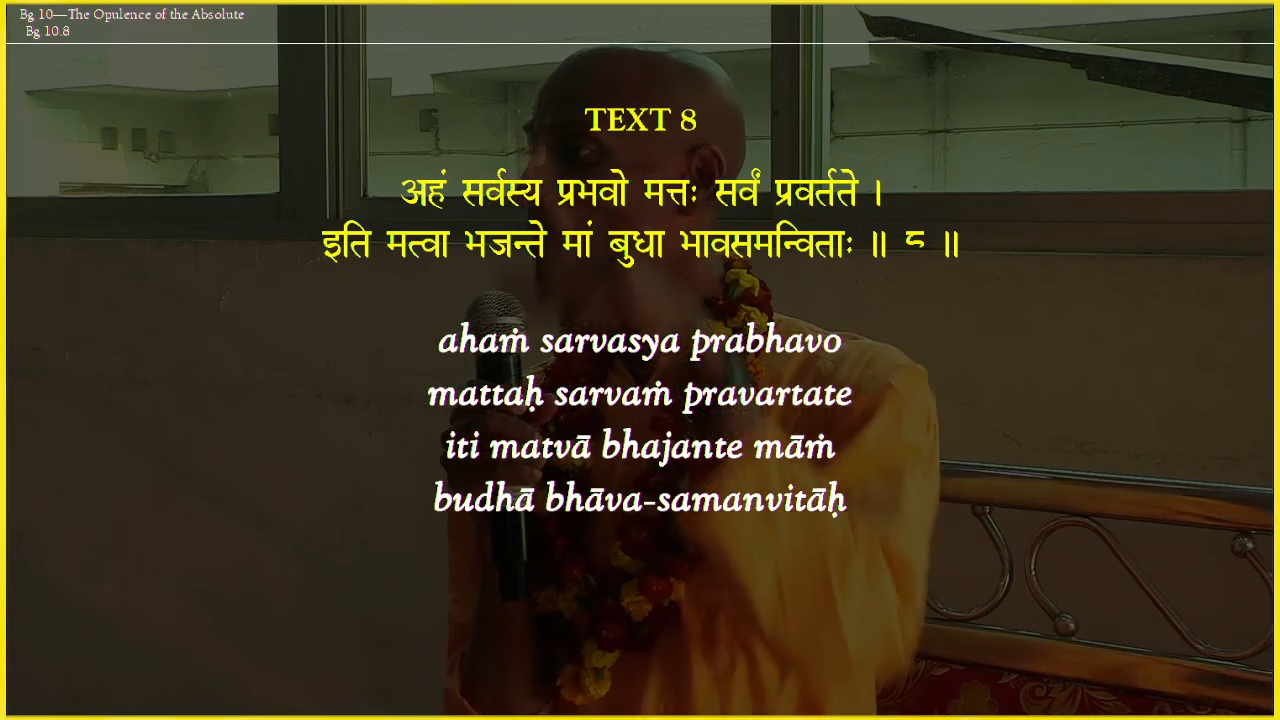 Bg 10—The Opulence of the Absolute
Bg 10.8
TEXT 8
अहं सर्वस्य प्रभवो मत्तः सर्वं प्रवर्तते ।
इति मत्वा भजन्ते मां बुधा भावसमन्विताः ॥ ८ ॥
ahaṁ sarvasya prabhavo
mattaḥ sarvaṁ pravartate
iti matvā bhajante māṁ
budhā bhāva-samanvitāḥ